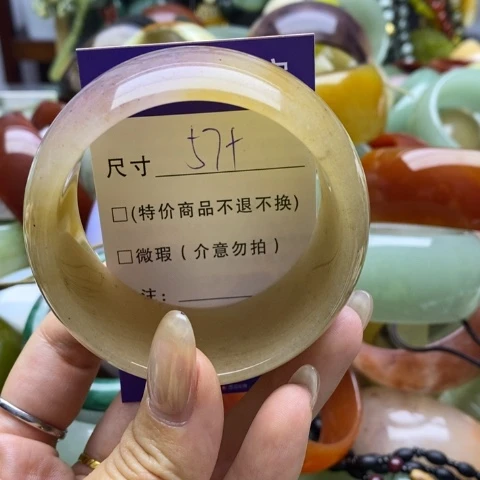 尺寸 57+
□(特价商品不退不换)
□微瑕(介意勿拍)
注: